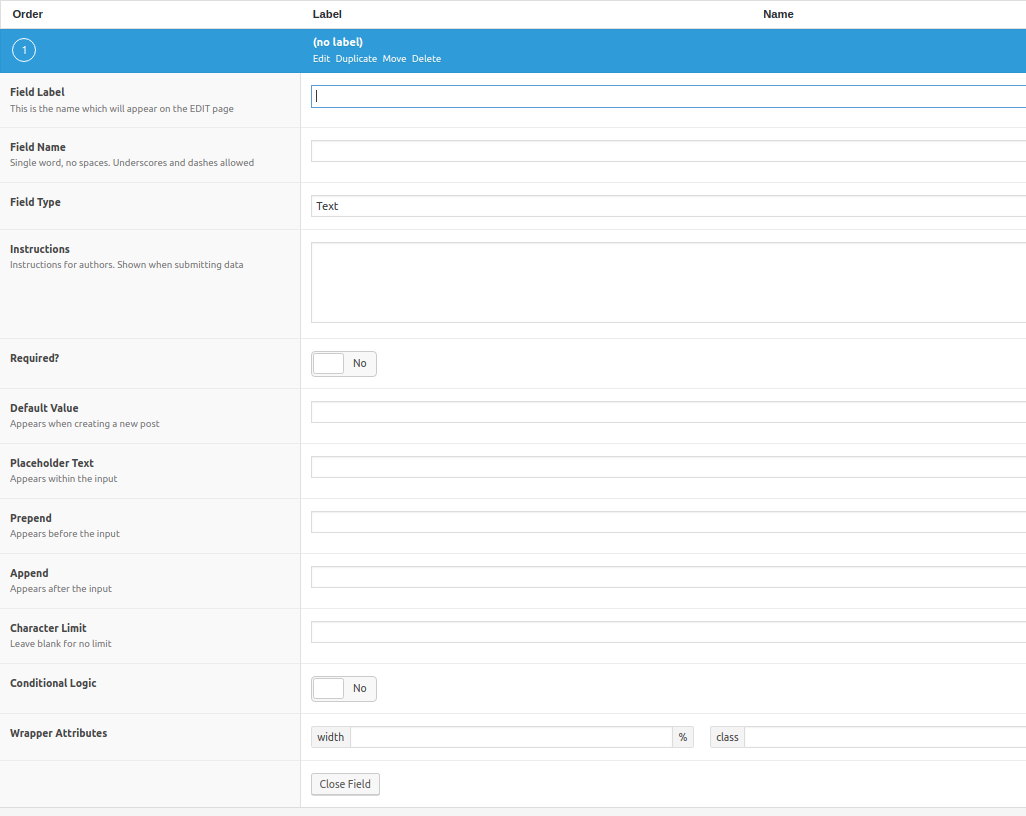 Order Label Name
1 (no label)
Edit Duplicate Move Delete
Field Label
This is the name which will appear on the EDIT page
Field Name
Single word, no spaces. Underscores and dashes allowed
Field Type Text
Instructions
Instructions for authors. Shown when submitting data
Required? No
Default Value
Appears when creating a new post
Placeholder Text
Appears within the input
Prepend
Appears before the input
Append
Appears after the input
Character Limit
Leave blank for no limit
Conditional Logic No
Wrapper Attributes width % class
Close Field